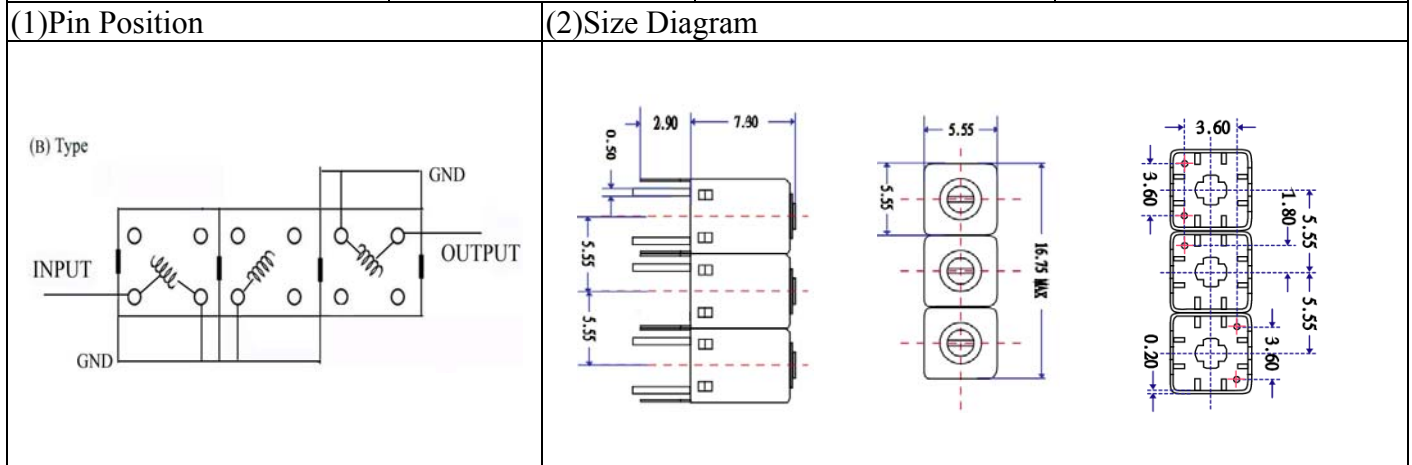 (1)Pin Position
(2)Size Diagram
(B) Type
GND
OUTPUT
INPUT
GND
2.90
7.90
0.50
5.55
5.55
5.55
5.55
16.75 MAX
3.60
3.60
1.80
5.55
5.55
3.60
0.20